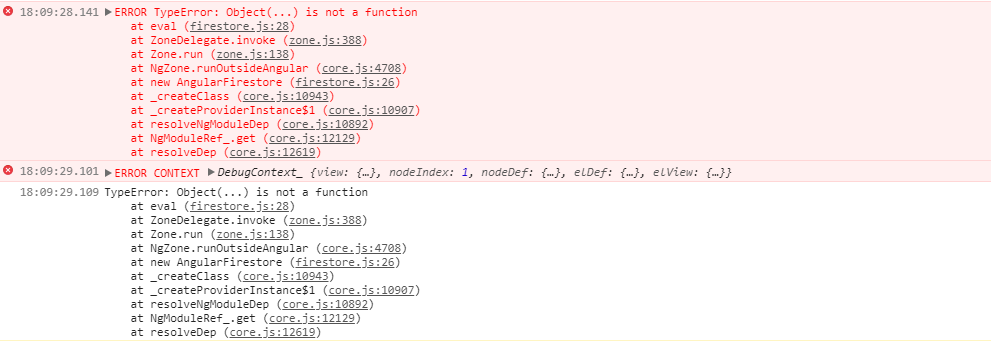 18:09:28.141 ▶ERROR TypeError: Object(...) is not a function
at eval (firestore.js:28)
at ZoneDelegate.invoke (zone.js:388)
at Zone.run (zone.js:138)
at NgZone.runOutsideAngular (core.js:4708)
at new AngularFirestore (firestore.js:26)
at _createClass (core.js:10943)
at _createProviderInstance$1 (core.js:10907)
at resolveNgModuleDep (core.js:10892)
at NgModuleRef_.get (core.js:12129)
at resolveDep (core.js:12619)
18:09:29.101 ▶ERROR CONTEXT ▶DebugContext_ {view: {…}, nodeIndex: 1, nodeDef: {…}, elDef: {…}, elView: {…}}
18:09:29.109 TypeError: Object(...) is not a function
at eval (firestore.js:28)
at ZoneDelegate.invoke (zone.js:388)
at Zone.run (zone.js:138)
at NgZone.runOutsideAngular (core.js:4708)
at new AngularFirestore (firestore.js:26)
at _createClass (core.js:10943)
at _createProviderInstance$1 (core.js:10907)
at resolveNgModuleDep (core.js:10892)
at NgModuleRef_.get (core.js:12129)
at resolveDep (core.js:12619)